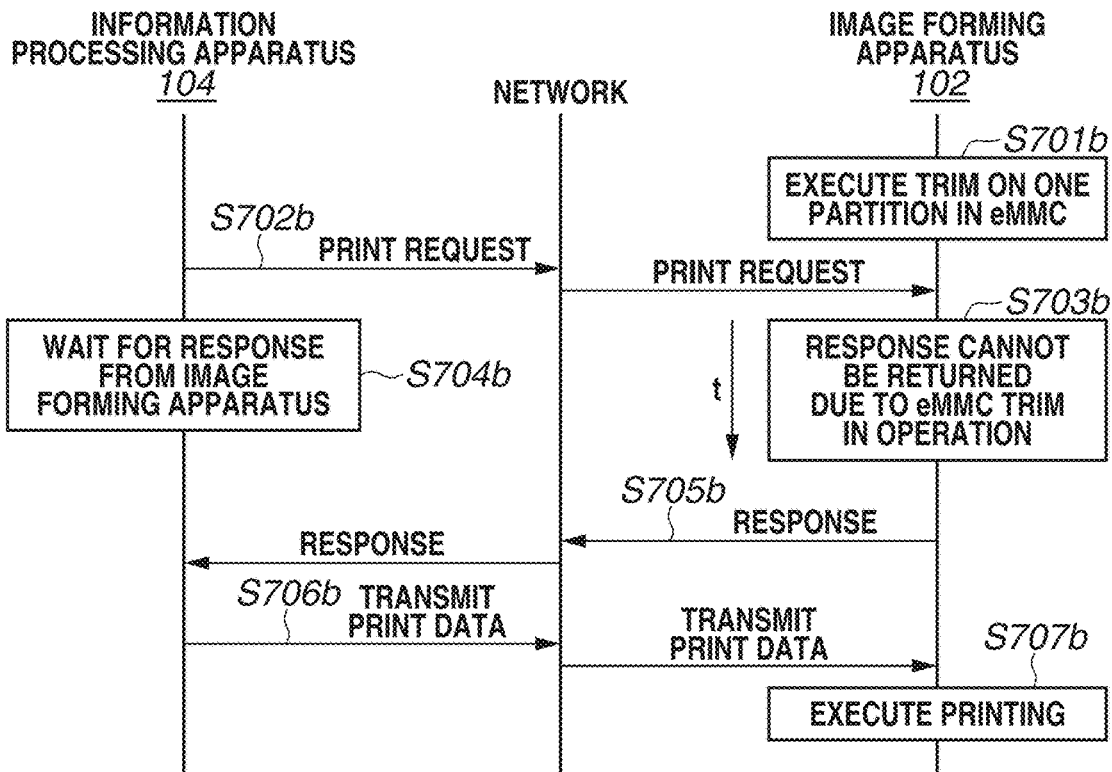 INFORMATION
PROCESSING APPARATUS
104
NETWORK
IMAGE FORMING
APPARATUS
102
S701b
EXECUTE TRIM ON ONE
PARTITION IN eMMC
S702b
PRINT REQUEST
PRINT REQUEST
S703b
WAIT FOR RESPONSE
FROM IMAGE
FORMING APPARATUS
S704b
t
RESPONSE CANNOT
BE RETURNED
DUE TO eMMC TRIM
IN OPERATION
S705b
RESPONSE
RESPONSE
S706b
TRANSMIT
PRINT DATA
TRANSMIT
PRINT DATA
S707b
EXECUTE PRINTING